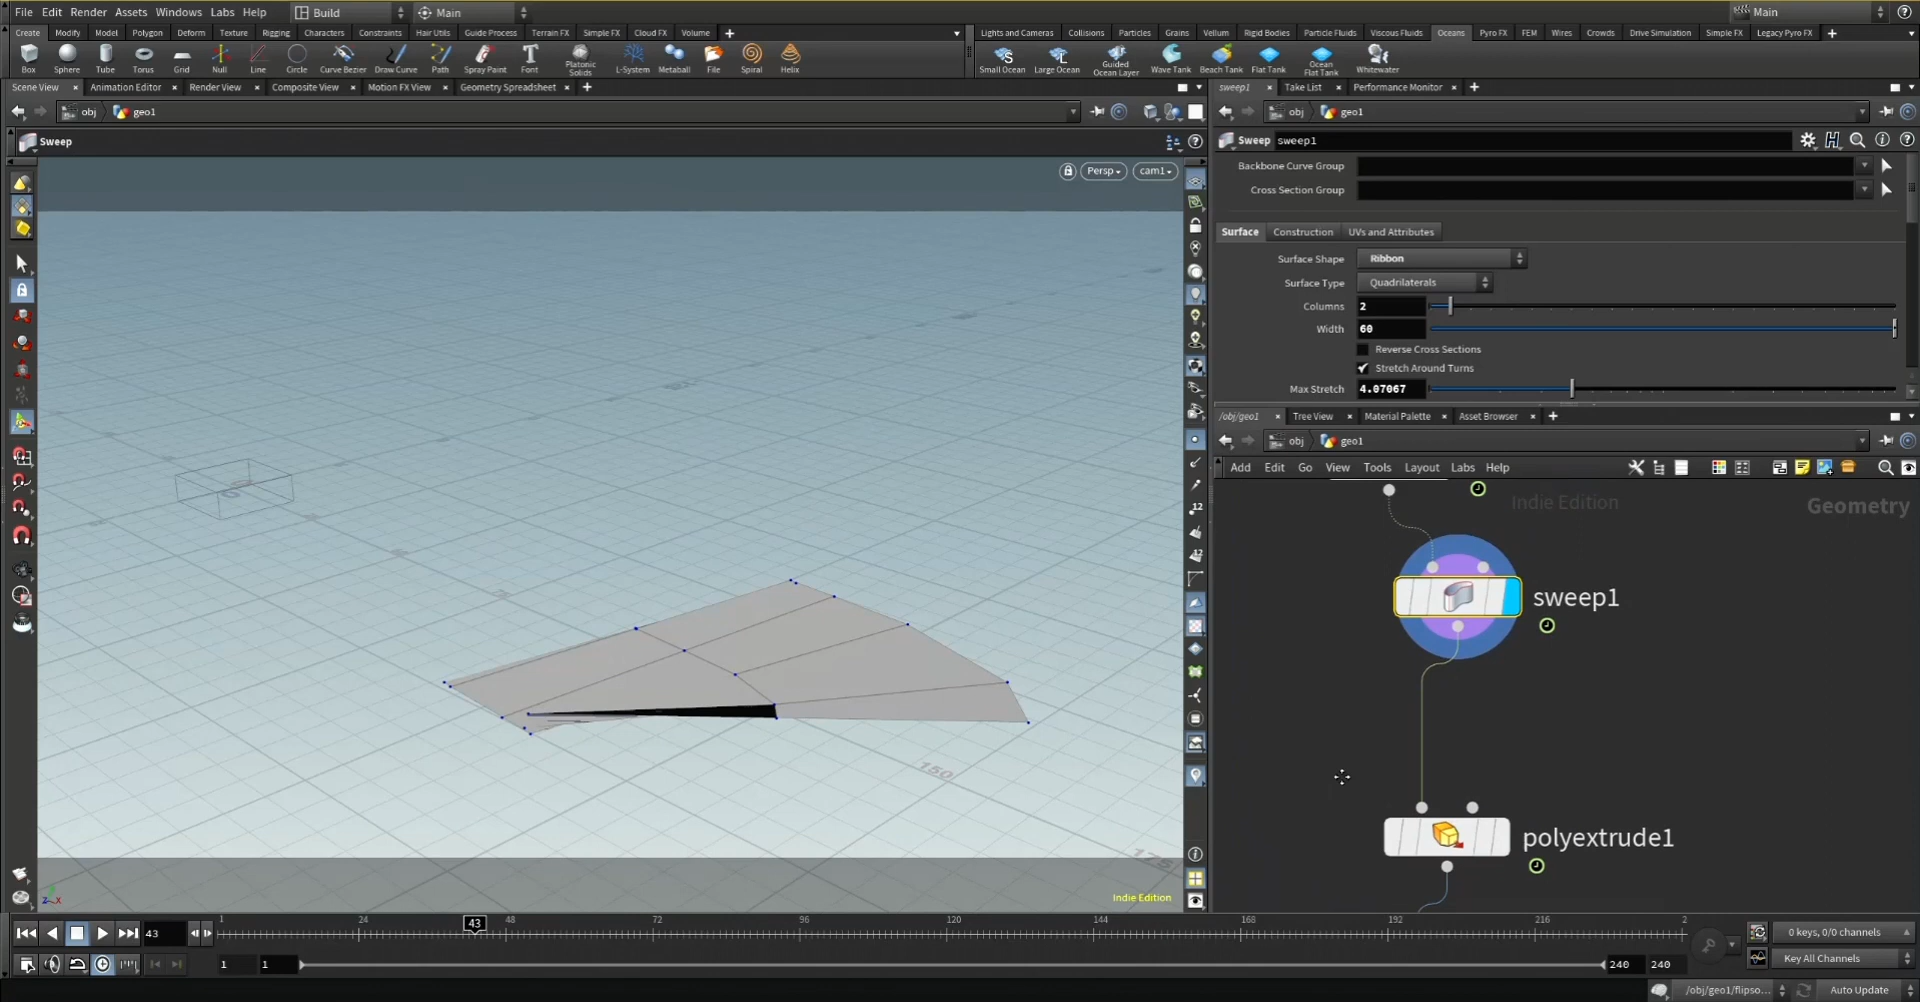 File Edit Render Assets Windows Labs Help Build Main Main
Create Modify Model Polygon Deform Texture Rigging Characters Constraints Hair Utils Guide Process Terrain FX Simple FX Cloud FX Volume
Lights and Cameras Collisions Particles Grains Vellum Rigid Bodies Particle Fluids Viscous Fluids Oceans Pyro FX FEM Wires Crowds Drive Simulation Simple FX Legacy Pyro FX
Box Sphere Tube Torus Grid Null Line Circle Curve Bezier Draw Curve Path Spray Paint Font Platonic Solids L-System Metaball File Spiral Helix
Small Ocean Large Ocean Guided Ocean Layer Wave Tank Beach Tank Flat Tank Ocean Flat Tank Whitewater
Scene View Animation Editor Render View Composite View Motion FX View Geometry Spreadsheet
sweep1 Take List Performance Monitor
obj geo1
obj geo1
Sweep
Sweep sweep1
Persp cam1
Backbone Curve Group
Cross Section Group
Surface Construction UVs and Attributes
Surface Shape Ribbon
Surface Type Quadrilaterals
Columns 2
Width 60
Reverse Cross Sections
Stretch Around Turns
Max Stretch 4.07067
/obj/geo1 Tree View Material Palette Asset Browser
obj geo1
Add Edit Go View Tools Layout Labs Help
Indie Edition
Geometry
sweep1
polyextrude1
150
175
Indie Edition
1 24 43 48 72 96 120 144 168 192 216 2
43
0 keys, 0/0 channels
1 1 240 240
Key All Channels
/obj/geo1/flipso... Auto Update